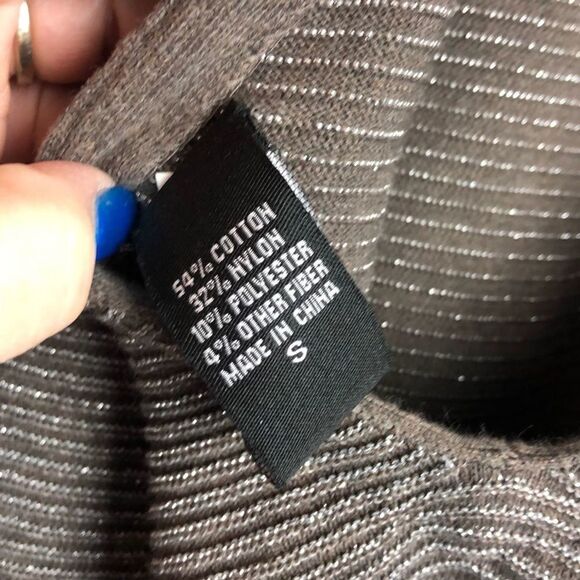 54% COTTON
32% NYLON
10% POLYESTER
4% OTHER FIBER
MADE IN CHINA
S